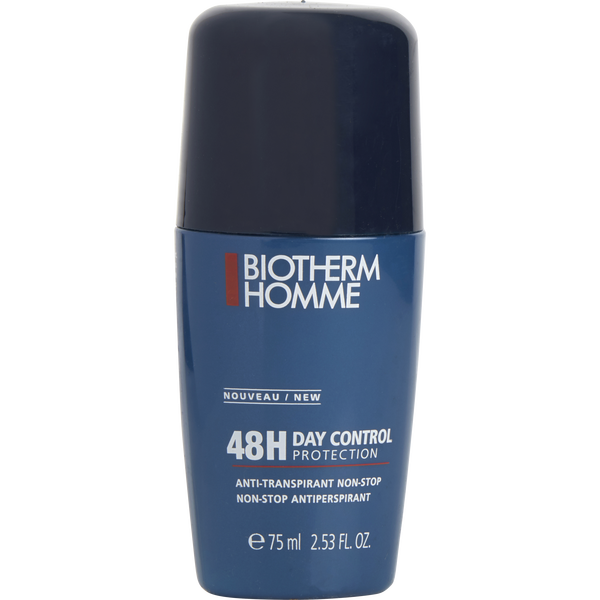 BIOTHERM
HOMME
NOUVEAU / NEW
48H DAY CONTROL
PROTECTION
ANTI-TRANSPIRANT NON-STOP
NON-STOP ANTIPERSPIRANT
℮ 75 ml 2.53 FL. OZ.